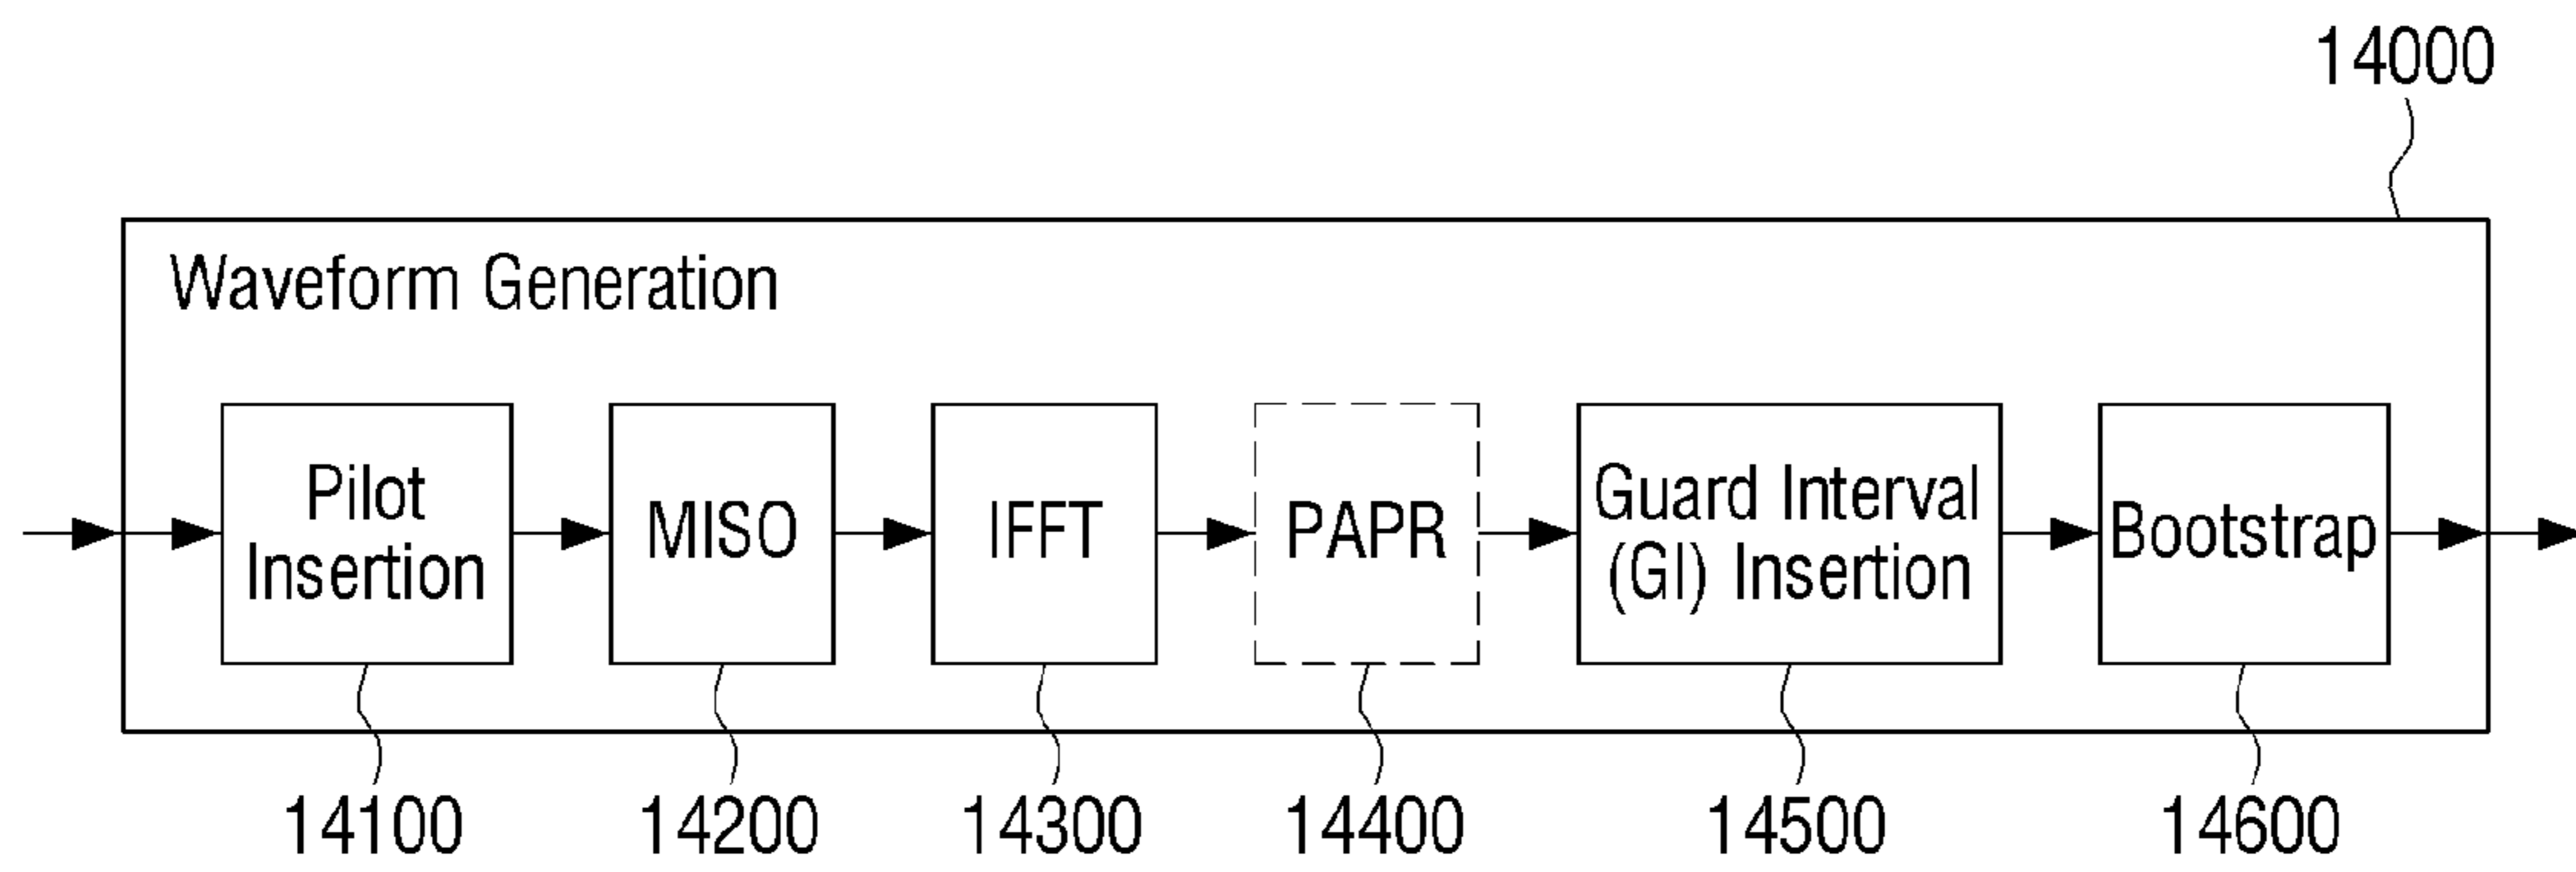 14000
Waveform Generation
Pilot
Insertion
MISO
IFFT
PAPR
Guard Interval
(GI) Insertion
Bootstrap
14100
14200
14300
14400
14500
14600